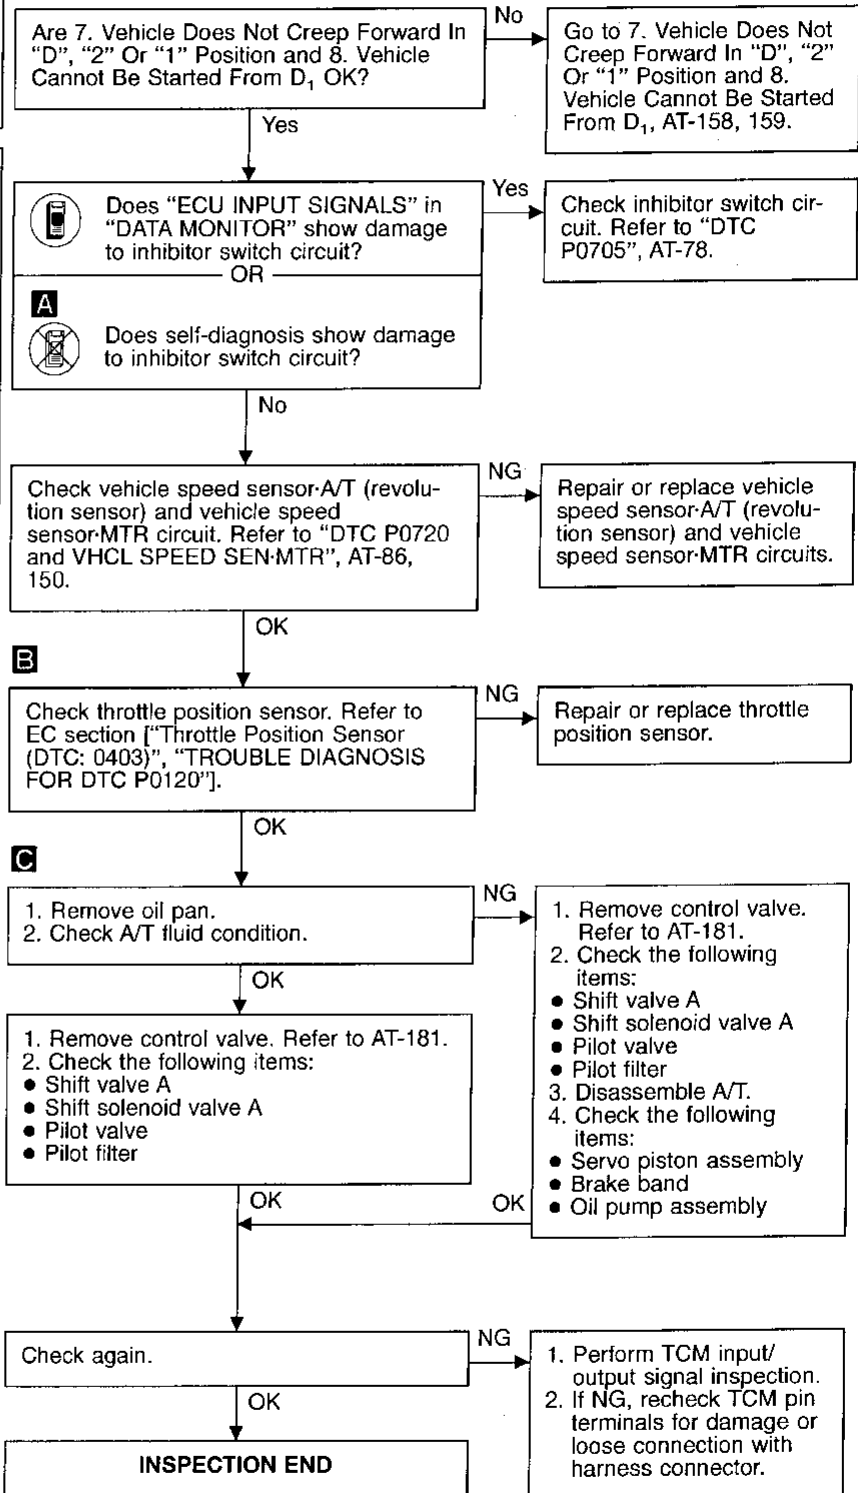 Are 7. Vehicle Does Not Creep Forward In
"D", "2" Or "1" Position and 8. Vehicle
Cannot Be Started From D₁ OK?
No
Go to 7. Vehicle Does Not
Creep Forward In "D", "2"
Or "1" Position and 8.
Vehicle Cannot Be Started
From D₁, AT-158, 159.
Yes
Does "ECU INPUT SIGNALS" in
"DATA MONITOR" show damage
to inhibitor switch circuit?
OR
A
Does self-diagnosis show damage
to inhibitor switch circuit?
Yes
Check inhibitor switch cir-
cuit. Refer to "DTC
P0705", AT-78.
No
Check vehicle speed sensor·A/T (revolu-
tion sensor) and vehicle speed
sensor·MTR circuit. Refer to "DTC P0720
and VHCL SPEED SEN·MTR", AT-86,
150.
NG
Repair or replace vehicle
speed sensor·A/T (revolu-
tion sensor) and vehicle
speed sensor·MTR circuits.
OK
B
Check throttle position sensor. Refer to
EC section ["Throttle Position Sensor
(DTC: 0403)", "TROUBLE DIAGNOSIS
FOR DTC P0120"].
NG
Repair or replace throttle
position sensor.
OK
C
1. Remove oil pan.
2. Check A/T fluid condition.
NG
1. Remove control valve.
Refer to AT-181.
2. Check the following
items:
● Shift valve A
● Shift solenoid valve A
● Pilot valve
● Pilot filter
3. Disassemble A/T.
4. Check the following
items:
● Servo piston assembly
● Brake band
● Oil pump assembly
OK
1. Remove control valve. Refer to AT-181.
2. Check the following items:
● Shift valve A
● Shift solenoid valve A
● Pilot valve
● Pilot filter
OK
OK
Check again.
NG
1. Perform TCM input/
output signal inspection.
2. If NG, recheck TCM pin
terminals for damage or
loose connection with
harness connector.
OK
INSPECTION END